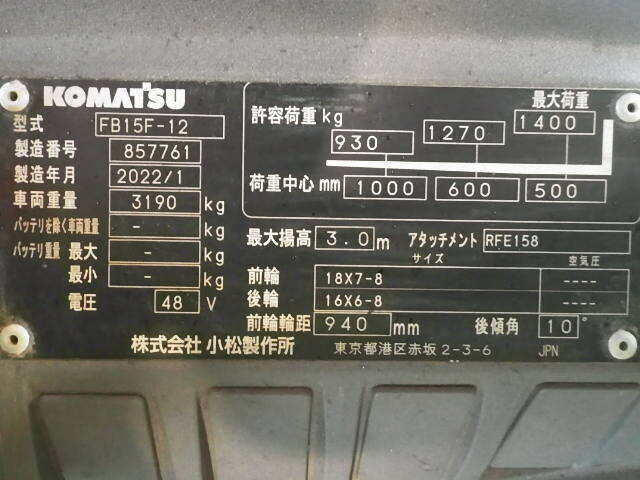 KOMATSU
型式 FB15F-12
製造番号 857761
製造年月 2022/1
車両重量 3190 kg
バッテリを除く車両重量 - kg
バッテリ重量 最大 - kg
最小 - kg
電圧 48 V
許容荷重 kg 930 1270 最大荷重 1400
荷重中心 mm 1000 600 500
最大揚高 3.0 m アタッチメント RFE158
サイズ 空気圧
前輪 18X7-8 ----
後輪 16X6-8 ----
前輪輪距 940 mm 後傾角 10°
株式会社 小松製作所 東京都港区赤坂 2-3-6 JPN